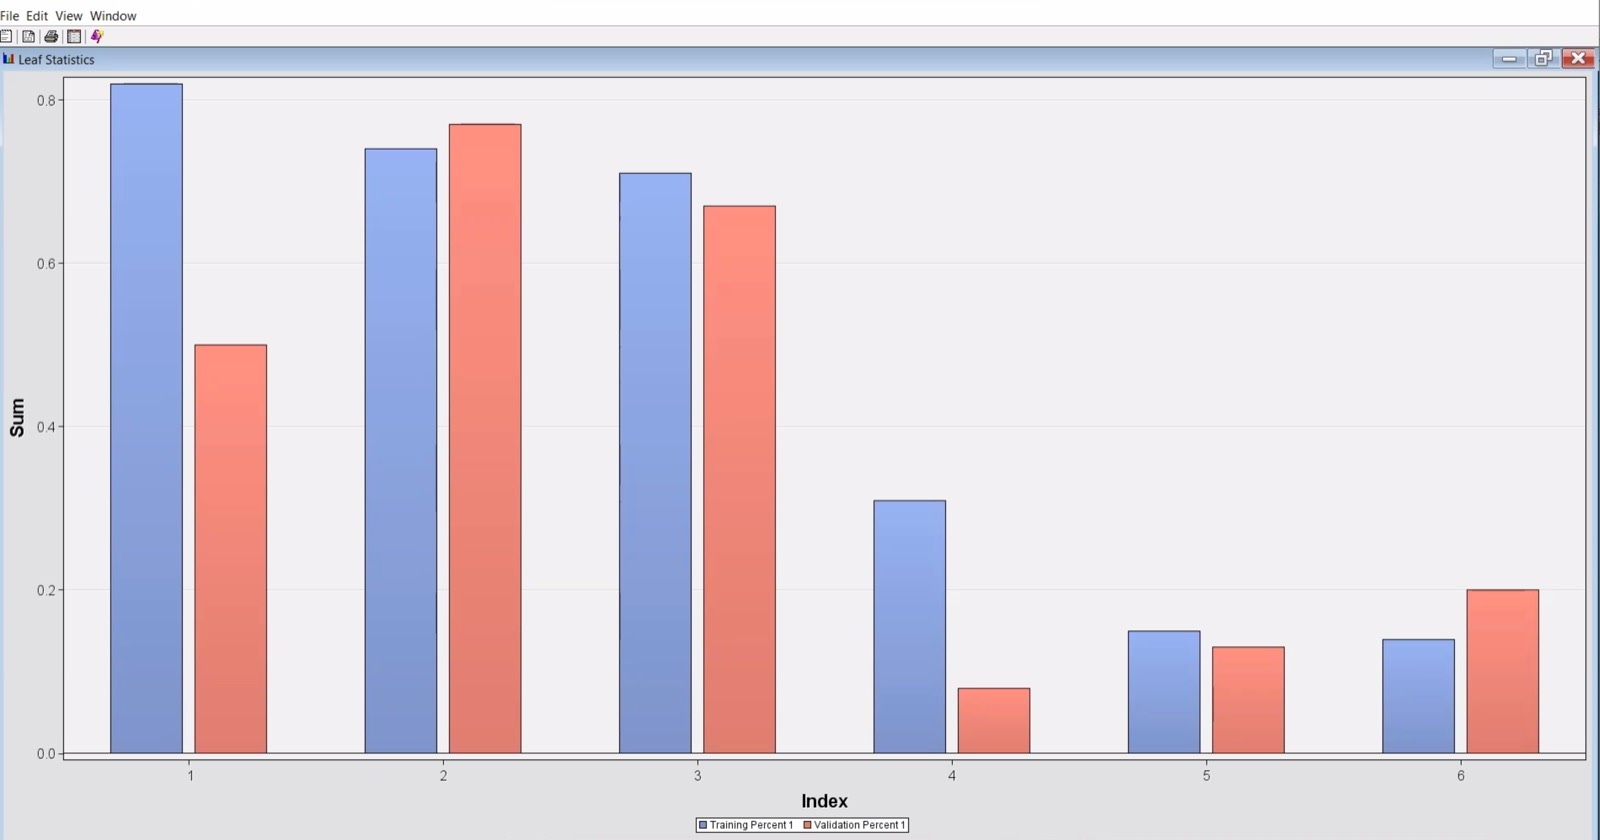 File Edit View Window
Leaf Statistics
0.8
0.6
0.4
0.2
0.0
Sum
1 2 3 4 5 6
Index
Training Percent 1 Validation Percent 1